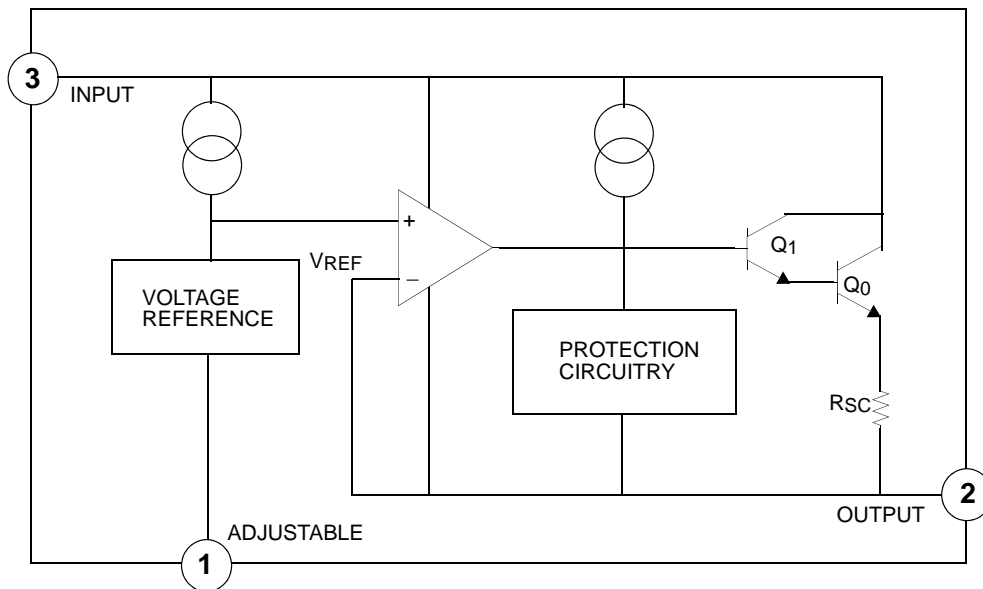 3
INPUT
+
VREF
−
Q1
Q0
VOLTAGE
REFERENCE
PROTECTION
CIRCUITRY
RSC
2
OUTPUT
ADJUSTABLE
1